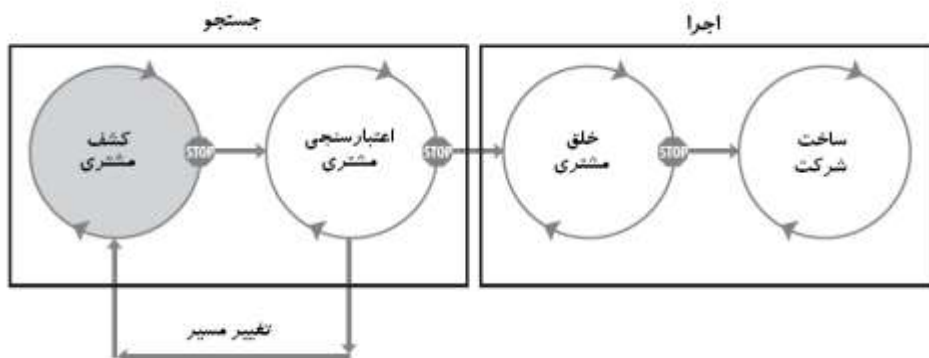 جستجو
اجرا
کشف
مشتری
STOP
اعتبارسنجی
مشتری
STOP
خلق
مشتری
STOP
ساخت
شرکت
تغییر مسیر